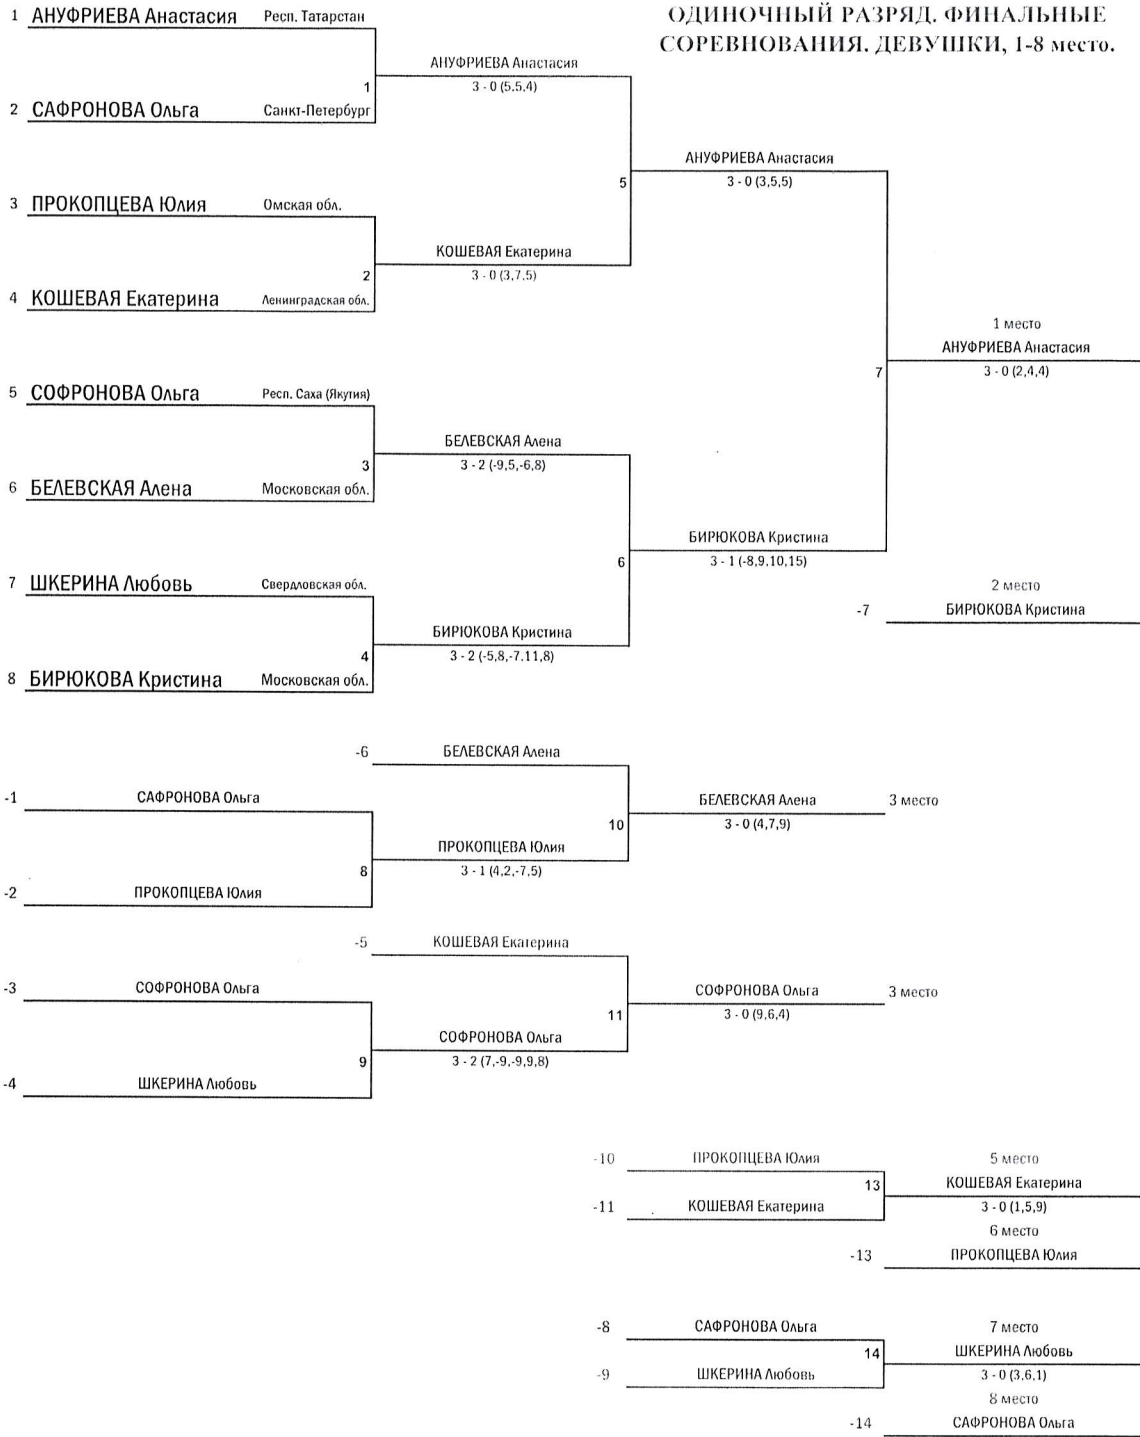 ОДИНОЧНЫЙ РАЗРЯД. ФИНАЛЬНЫЕ
СОРЕВНОВАНИЯ. ДЕВУШКИ, 1-8 место.
1 АНУФРИЕВА Анастасия Респ. Татарстан
АНУФРИЕВА Анастасия
1
3 - 0 (5.5.4)
2 САФРОНОВА Ольга Санкт-Петербург
АНУФРИЕВА Анастасия
5
3 - 0 (3,5,5)
3 ПРОКОПЦЕВА Юлия Омская обл.
КОШЕВАЯ Екатерина
2
3 - 0 (3,7.5)
4 КОШЕВАЯ Екатерина Ленинградская обл.
1 место
АНУФРИЕВА Анастасия
7
3 - 0 (2,4,4)
5 СОФРОНОВА Ольга Респ. Саха (Якутия)
БЕЛЕВСКАЯ Алена
3
3 - 2 (-9,5,-6,8)
6 БЕЛЕВСКАЯ Алена Московская обл.
БИРЮКОВА Кристина
6
3 - 1 (-8,9,10,15)
7 ШКЕРИНА Любовь Свердловская обл.
2 место
-7 БИРЮКОВА Кристина
БИРЮКОВА Кристина
4
3 - 2 (-5,8,-7.11,8)
8 БИРЮКОВА Кристина Московская обл.
-6 БЕЛЕВСКАЯ Алена
-1 САФРОНОВА Ольга
БЕЛЕВСКАЯ Алена 3 место
10
3 - 0 (4,7,9)
ПРОКОПЦЕВА Юлия
8
3 - 1 (4,2,-7,5)
-2 ПРОКОПЦЕВА Юлия
-5 КОШЕВАЯ Екатерина
-3 СОФРОНОВА Ольга
СОФРОНОВА Ольга 3 место
11
3 - 0 (9,6,4)
СОФРОНОВА Ольга
9
3 - 2 (7,-9,-9,9,8)
-4 ШКЕРИНА Любовь
-10 ПРОКОПЦЕВА Юлия 5 место
13 КОШЕВАЯ Екатерина
-11 КОШЕВАЯ Екатерина 3 - 0 (1,5,9)
6 место
-13 ПРОКОПЦЕВА Юлия
-8 САФРОНОВА Ольга 7 место
14 ШКЕРИНА Любовь
-9 ШКЕРИНА Любовь 3 - 0 (3,6,1)
8 место
-14 САФРОНОВА Ольга